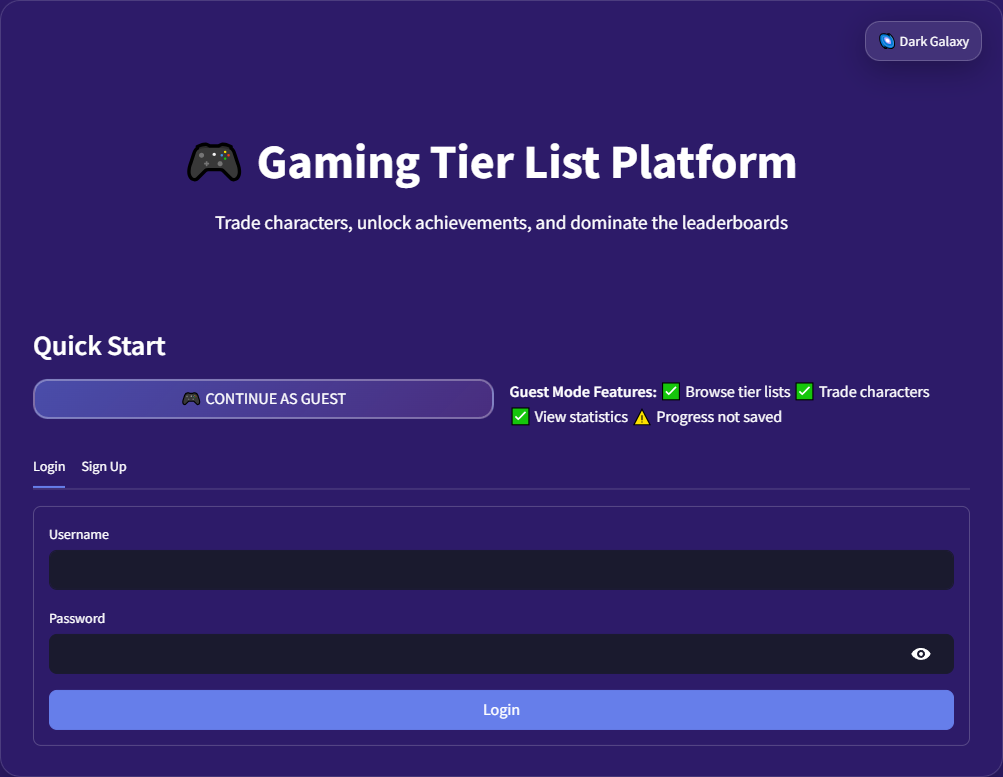 Dark Galaxy
Gaming Tier List Platform
Trade characters, unlock achievements, and dominate the leaderboards
Quick Start
CONTINUE AS GUEST
Guest Mode Features: ✅ Browse tier lists ✅ Trade characters
✅ View statistics ⚠️ Progress not saved
Login Sign Up
Username
Password
Login